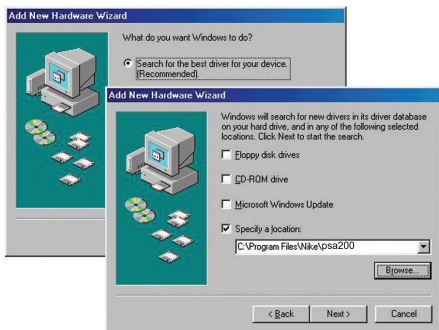 Add New Hardware Wizard
What do you want Windows to do?
Search for the best driver for your device.
(Recommended).
Add New Hardware Wizard
Windows will search for new drivers in its driver database
on your hard drive, and in any of the following selected
locations. Click Next to start the search.
Floppy disk drives
CD-ROM drive
Microsoft Windows Update
Specify a location:
C:\Program Files\Nike\psa200
Browse...
< Back
Next >
Cancel